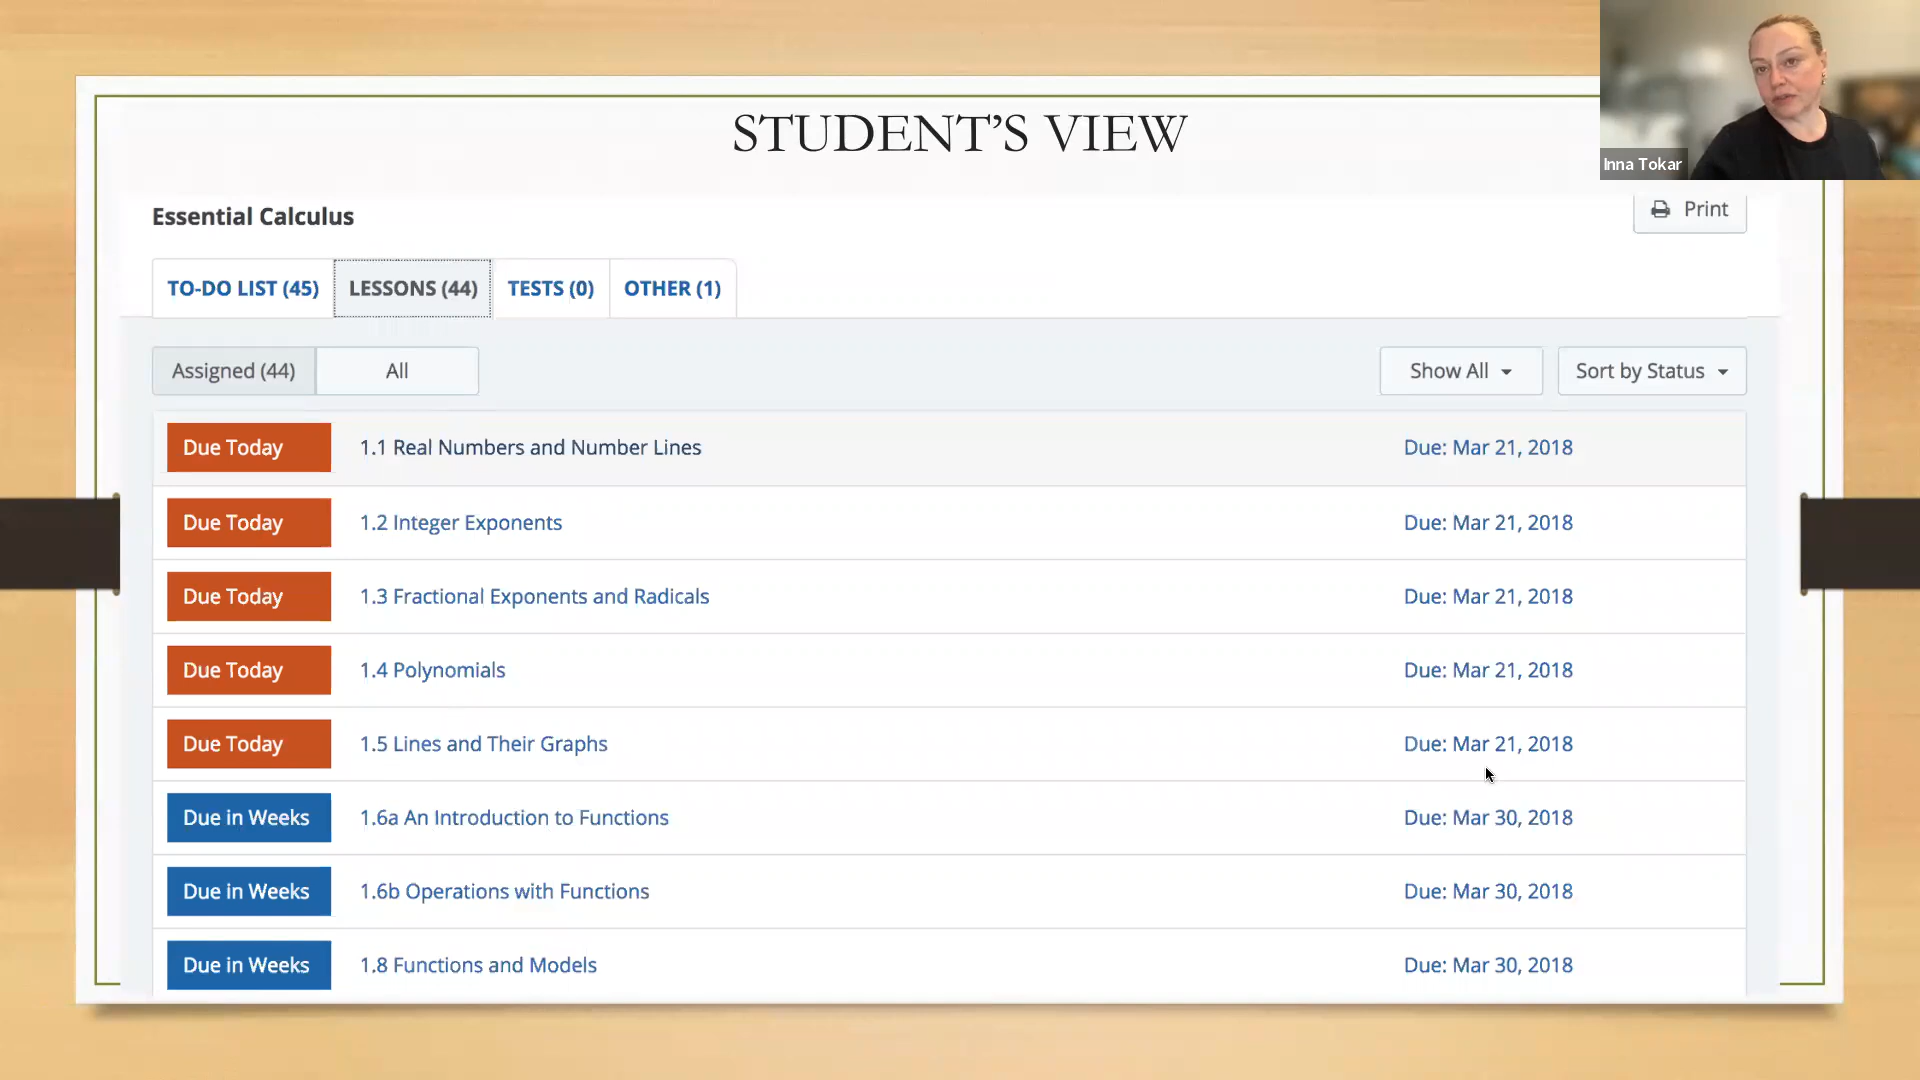 STUDENT’S VIEW
Inna Tokar
Essential Calculus
Print
TO-DO LIST (45) LESSONS (44) TESTS (0) OTHER (1)
Assigned (44) All Show All Sort by Status
Due Today 1.1 Real Numbers and Number Lines Due: Mar 21, 2018
Due Today 1.2 Integer Exponents Due: Mar 21, 2018
Due Today 1.3 Fractional Exponents and Radicals Due: Mar 21, 2018
Due Today 1.4 Polynomials Due: Mar 21, 2018
Due Today 1.5 Lines and Their Graphs Due: Mar 21, 2018
Due in Weeks 1.6a An Introduction to Functions Due: Mar 30, 2018
Due in Weeks 1.6b Operations with Functions Due: Mar 30, 2018
Due in Weeks 1.8 Functions and Models Due: Mar 30, 2018